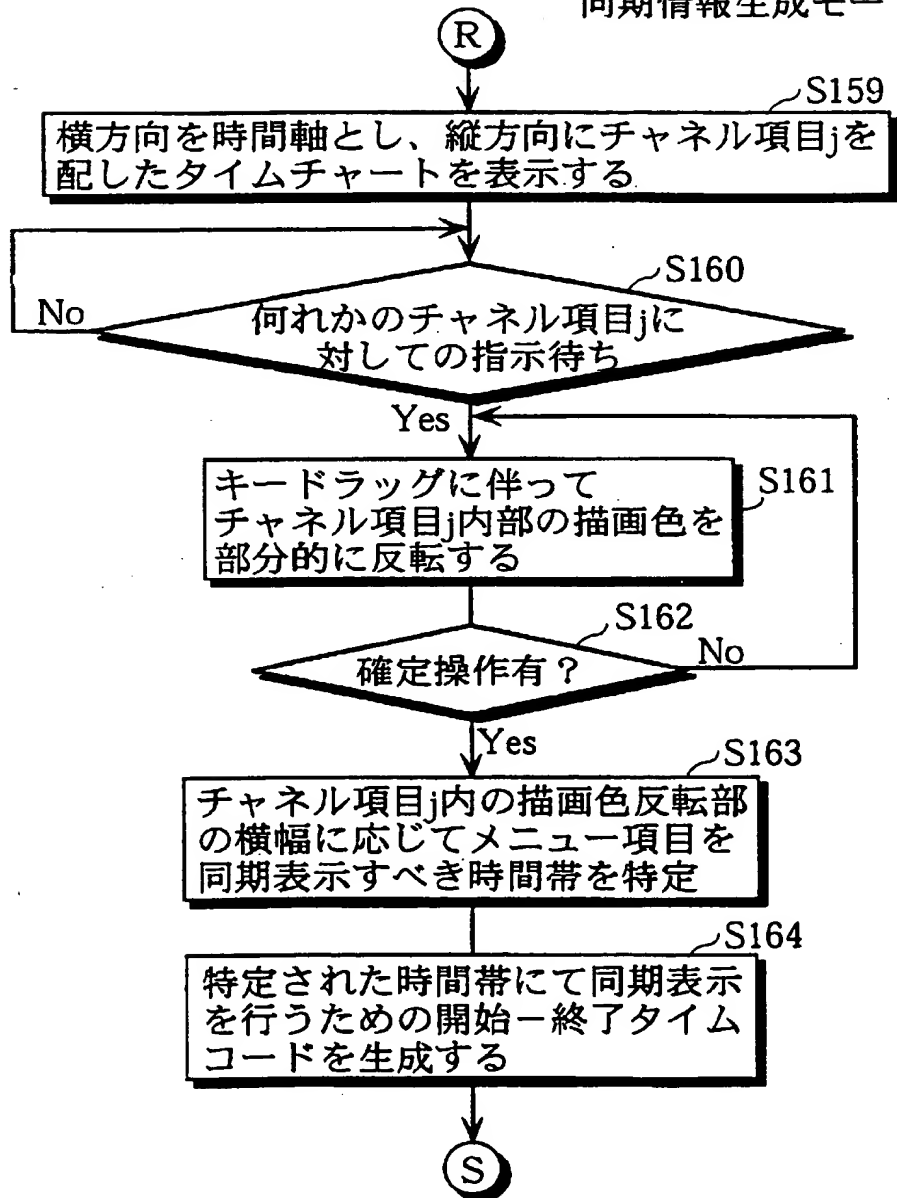 同期情報生成モー
R
S159
横方向を時間軸とし、縦方向にチャネル項目jを
配したタイムチャートを表示する
S160
No
何れかのチャネル項目jに
対しての指示待ち
Yes
キードラッグに伴って
チャネル項目j内部の描画色を
部分的に反転する
S161
S162
確定操作有？
No
Yes
S163
チャネル項目j内の描画色反転部
の横幅に応じてメニュー項目を
同期表示すべき時間帯を特定
S164
特定された時間帯にて同期表示
を行うための開始－終了タイム
コードを生成する
S